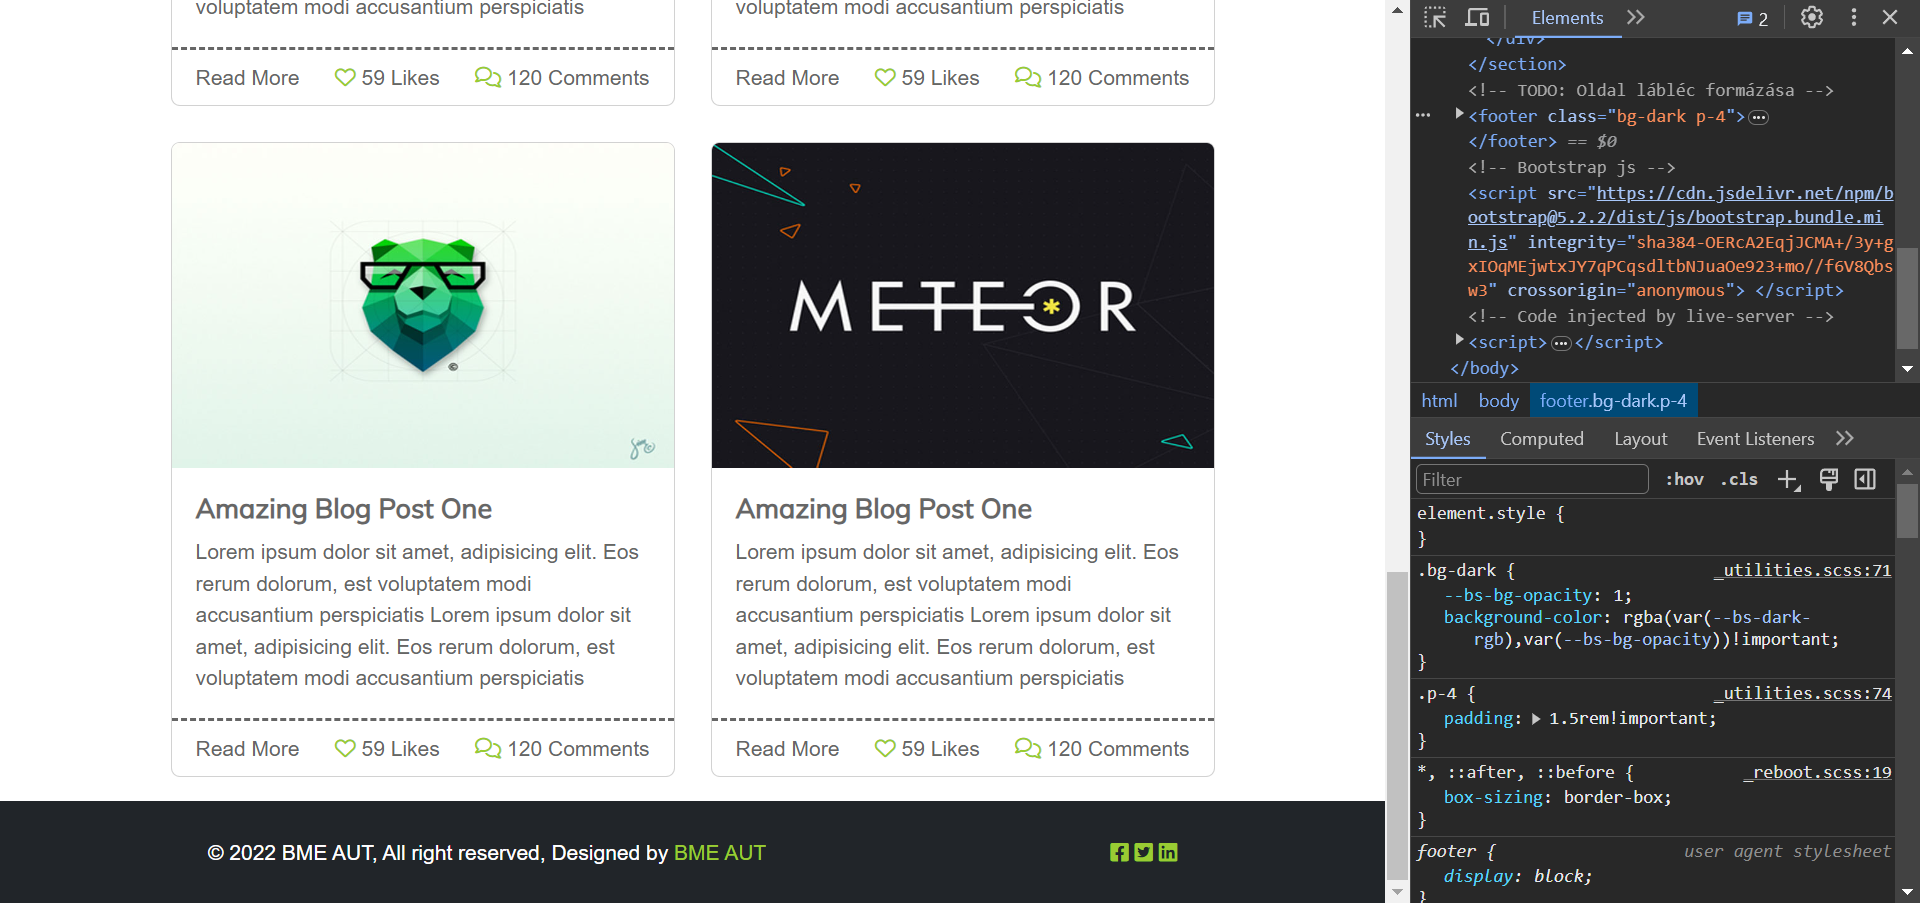 voluptatem modi accusantium perspiciatis
voluptatem modi accusantium perspiciatis
Read More 59 Likes 120 Comments
Read More 59 Likes 120 Comments
©
METEOR
Amazing Blog Post One
Lorem ipsum dolor sit amet, adipisicing elit. Eos
rerum dolorum, est voluptatem modi
accusantium perspiciatis Lorem ipsum dolor sit
amet, adipisicing elit. Eos rerum dolorum, est
voluptatem modi accusantium perspiciatis
Read More 59 Likes 120 Comments
Amazing Blog Post One
Lorem ipsum dolor sit amet, adipisicing elit. Eos
rerum dolorum, est voluptatem modi
accusantium perspiciatis Lorem ipsum dolor sit
amet, adipisicing elit. Eos rerum dolorum, est
voluptatem modi accusantium perspiciatis
Read More 59 Likes 120 Comments
© 2022 BME AUT, All right reserved, Designed by BME AUT
Elements 2
</div>
</section>
<!-- TODO: Oldal lábléc formázása -->
<footer class="bg-dark p-4">
</footer> == $0
<!-- Bootstrap js -->
<script src="https://cdn.jsdelivr.net/npm/b
ootstrap@5.2.2/dist/js/bootstrap.bundle.mi
n.js" integrity="sha384-OERcA2EqjJCMA+/3y+g
xIOqMEjwtxJY7qPCqsdltbNJuaOe923+mo//f6V8Qbs
w3" crossorigin="anonymous"> </script>
<!-- Code injected by live-server -->
<script></script>
</body>
html body footer.bg-dark.p-4
Styles Computed Layout Event Listeners
Filter :hov .cls
element.style {
}
.bg-dark { _utilities.scss:71
--bs-bg-opacity: 1;
background-color: rgba(var(--bs-dark-
rgb),var(--bs-bg-opacity))!important;
}
.p-4 { _utilities.scss:74
padding: 1.5rem!important;
}
*, ::after, ::before { _reboot.scss:19
box-sizing: border-box;
}
footer { user agent stylesheet
display: block;
}